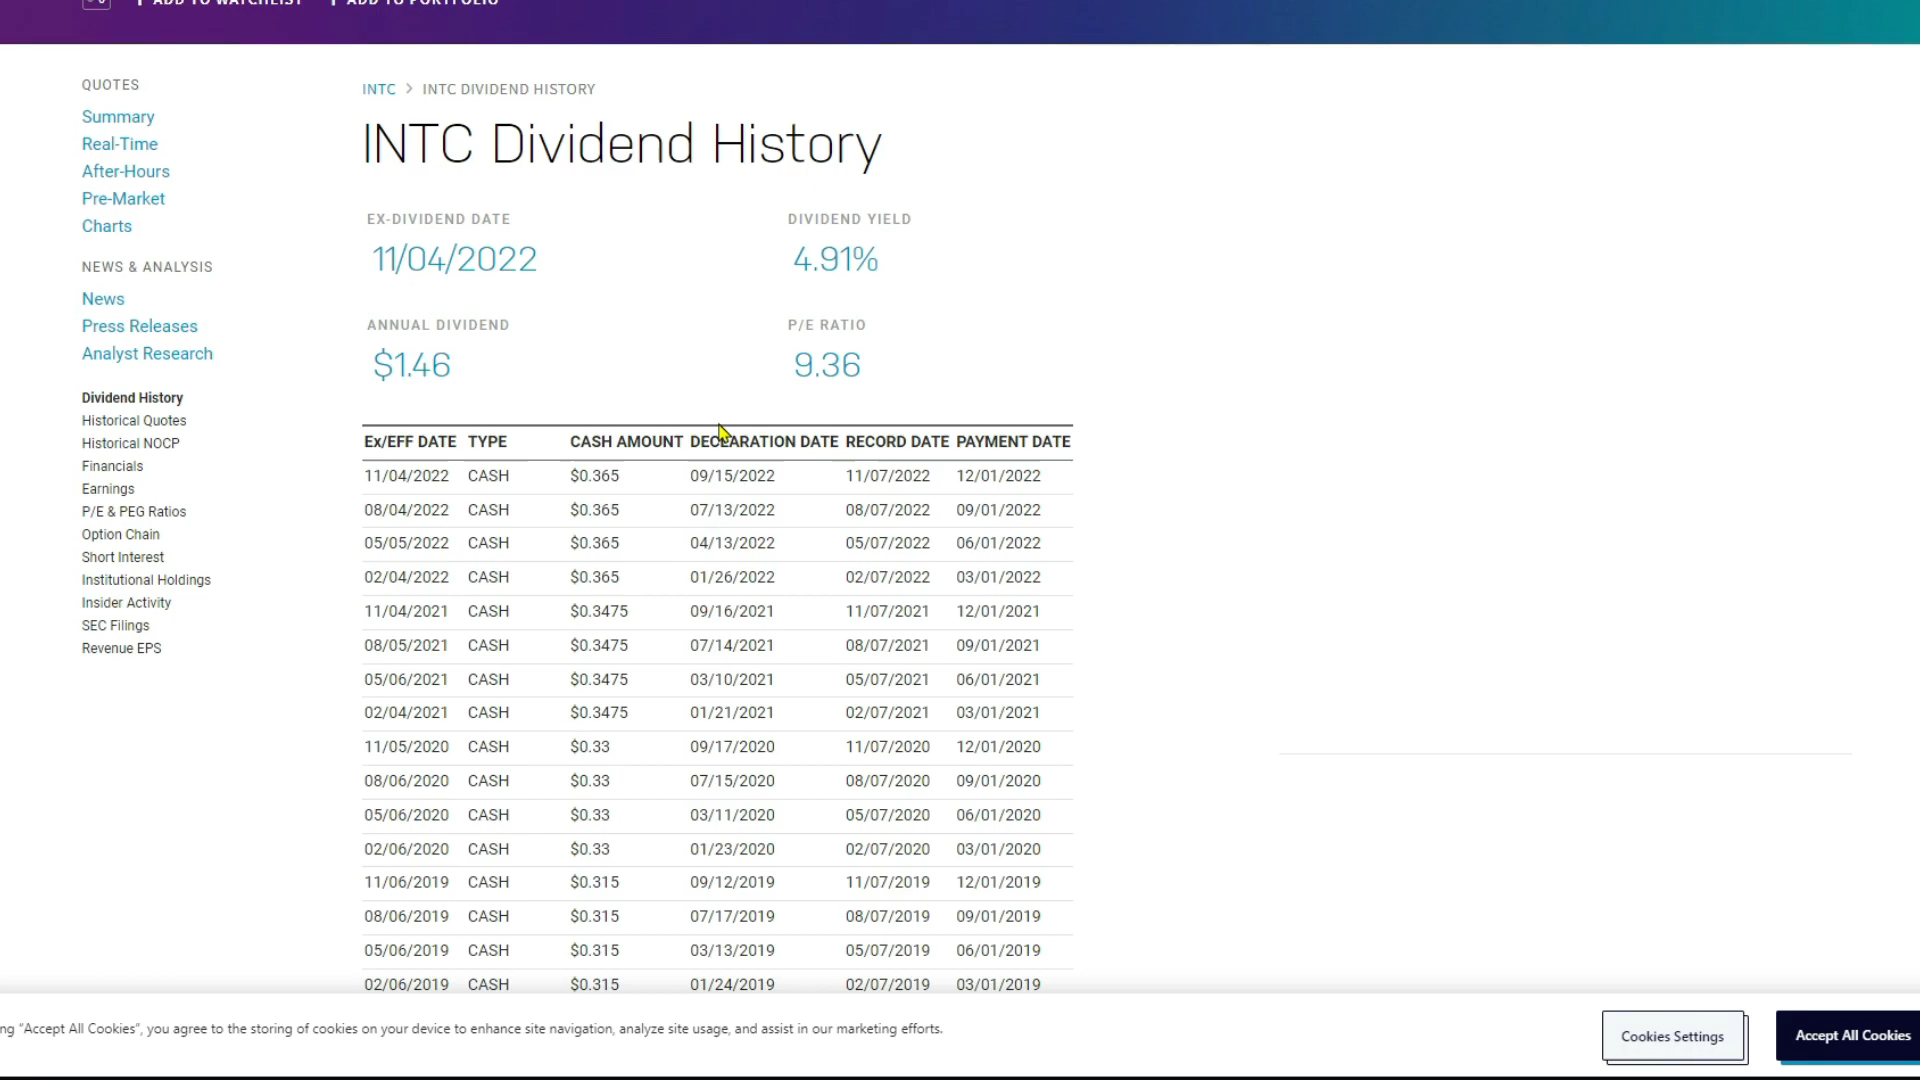 + ADD TO WATCHLIST + ADD TO PORTFOLIO
QUOTES
Summary
Real-Time
After-Hours
Pre-Market
Charts
NEWS & ANALYSIS
News
Press Releases
Analyst Research
Dividend History
Historical Quotes
Historical NOCP
Financials
Earnings
P/E & PEG Ratios
Option Chain
Short Interest
Institutional Holdings
Insider Activity
SEC Filings
Revenue EPS
INTC > INTC DIVIDEND HISTORY
INTC Dividend History
EX-DIVIDEND DATE DIVIDEND YIELD
11/04/2022 4.91%
ANNUAL DIVIDEND P/E RATIO
$1.46 9.36
Ex/EFF DATE TYPE CASH AMOUNT DECLARATION DATE RECORD DATE PAYMENT DATE
11/04/2022 CASH $0.365 09/15/2022 11/07/2022 12/01/2022
08/04/2022 CASH $0.365 07/13/2022 08/07/2022 09/01/2022
05/05/2022 CASH $0.365 04/13/2022 05/07/2022 06/01/2022
02/04/2022 CASH $0.365 01/26/2022 02/07/2022 03/01/2022
11/04/2021 CASH $0.3475 09/16/2021 11/07/2021 12/01/2021
08/05/2021 CASH $0.3475 07/14/2021 08/07/2021 09/01/2021
05/06/2021 CASH $0.3475 03/10/2021 05/07/2021 06/01/2021
02/04/2021 CASH $0.3475 01/21/2021 02/07/2021 03/01/2021
11/05/2020 CASH $0.33 09/17/2020 11/07/2020 12/01/2020
08/06/2020 CASH $0.33 07/15/2020 08/07/2020 09/01/2020
05/06/2020 CASH $0.33 03/11/2020 05/07/2020 06/01/2020
02/06/2020 CASH $0.33 01/23/2020 02/07/2020 03/01/2020
11/06/2019 CASH $0.315 09/12/2019 11/07/2019 12/01/2019
08/06/2019 CASH $0.315 07/17/2019 08/07/2019 09/01/2019
05/06/2019 CASH $0.315 03/13/2019 05/07/2019 06/01/2019
02/06/2019 CASH $0.315 01/24/2019 02/07/2019 03/01/2019
ng “Accept All Cookies”, you agree to the storing of cookies on your device to enhance site navigation, analyze site usage, and assist in our marketing efforts.
Cookies Settings
Accept All Cookies